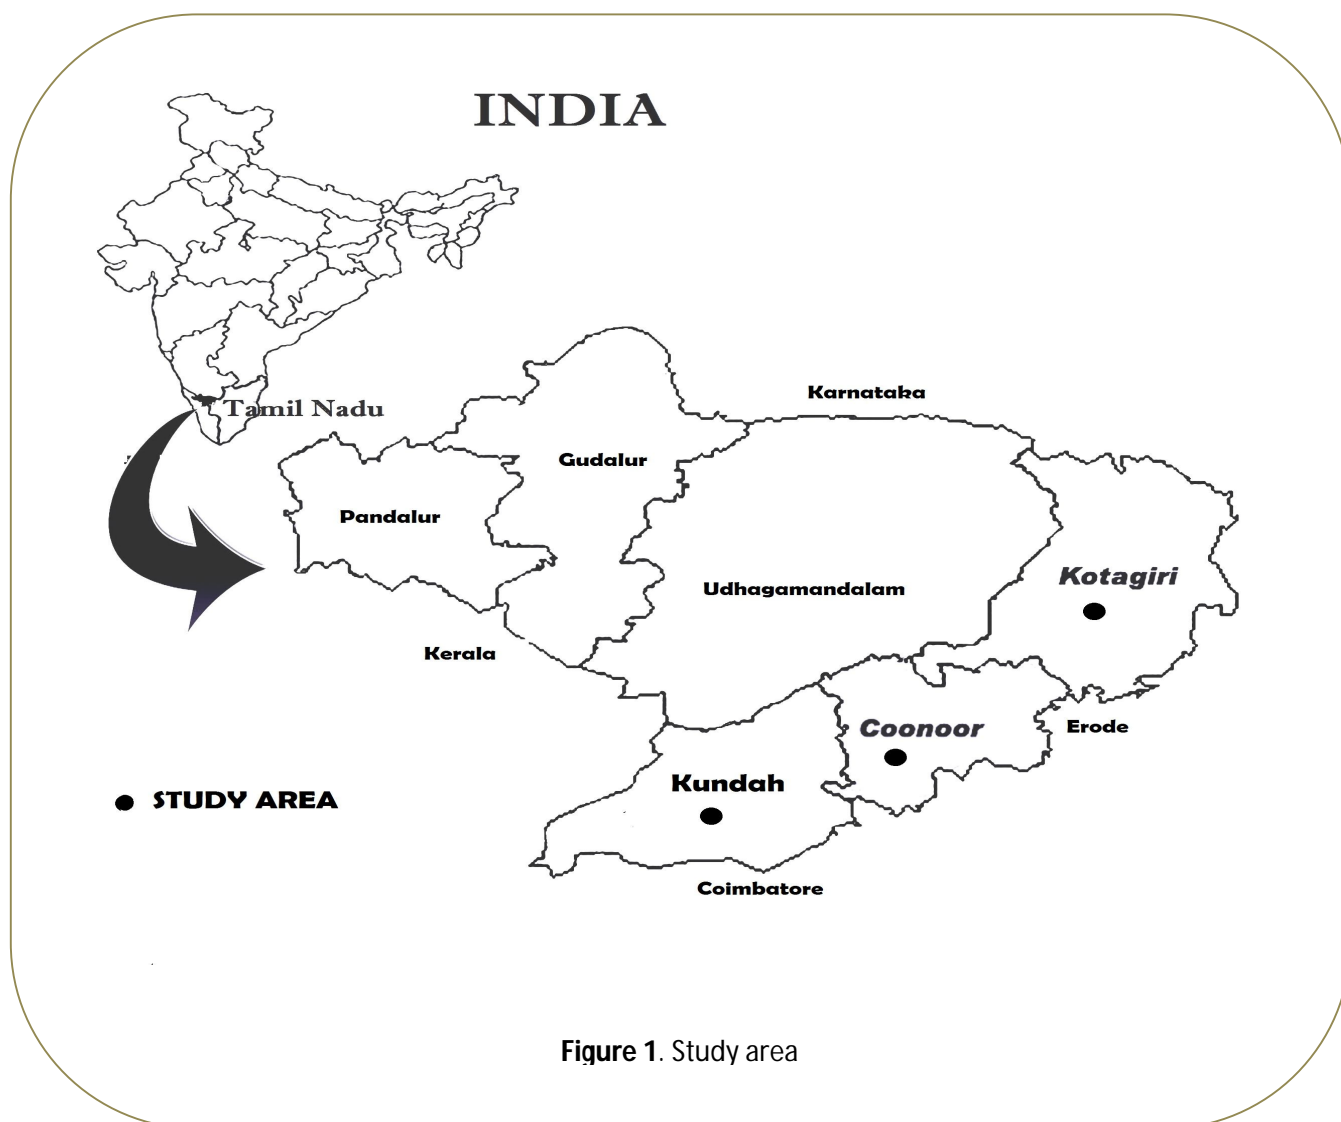 INDIA
Tamil Nadu
Karnataka
Gudalur
Pandalur
Kotagiri
Udhagamandalam
Kerala
Coonoor
Erode
Kundah
STUDY AREA
Coimbatore
Figure 1. Study area